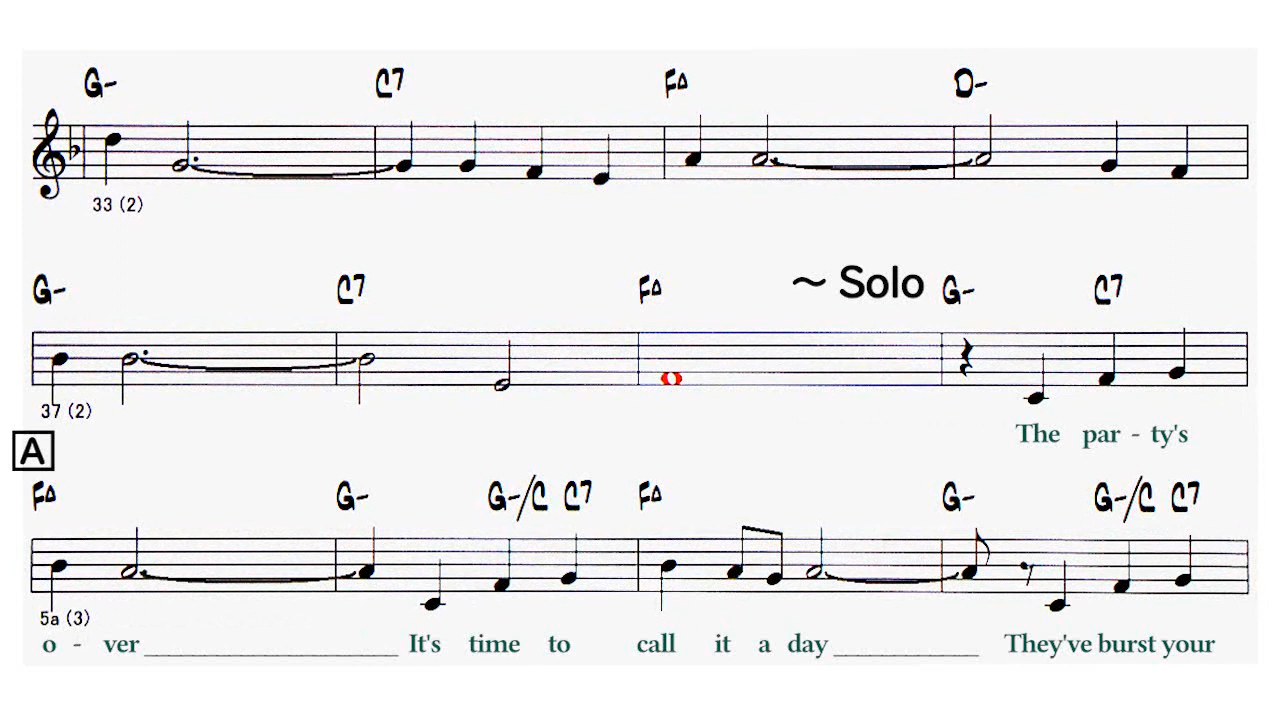 G- C7 F△ D-
33 (2)
G- C7 F△ ～ Solo G- C7
37 (2)
The par - ty's
A
F△ G- G-/C C7 F△ G- G-/C C7
5a (3)
o - ver It's time to call it a day They've burst your